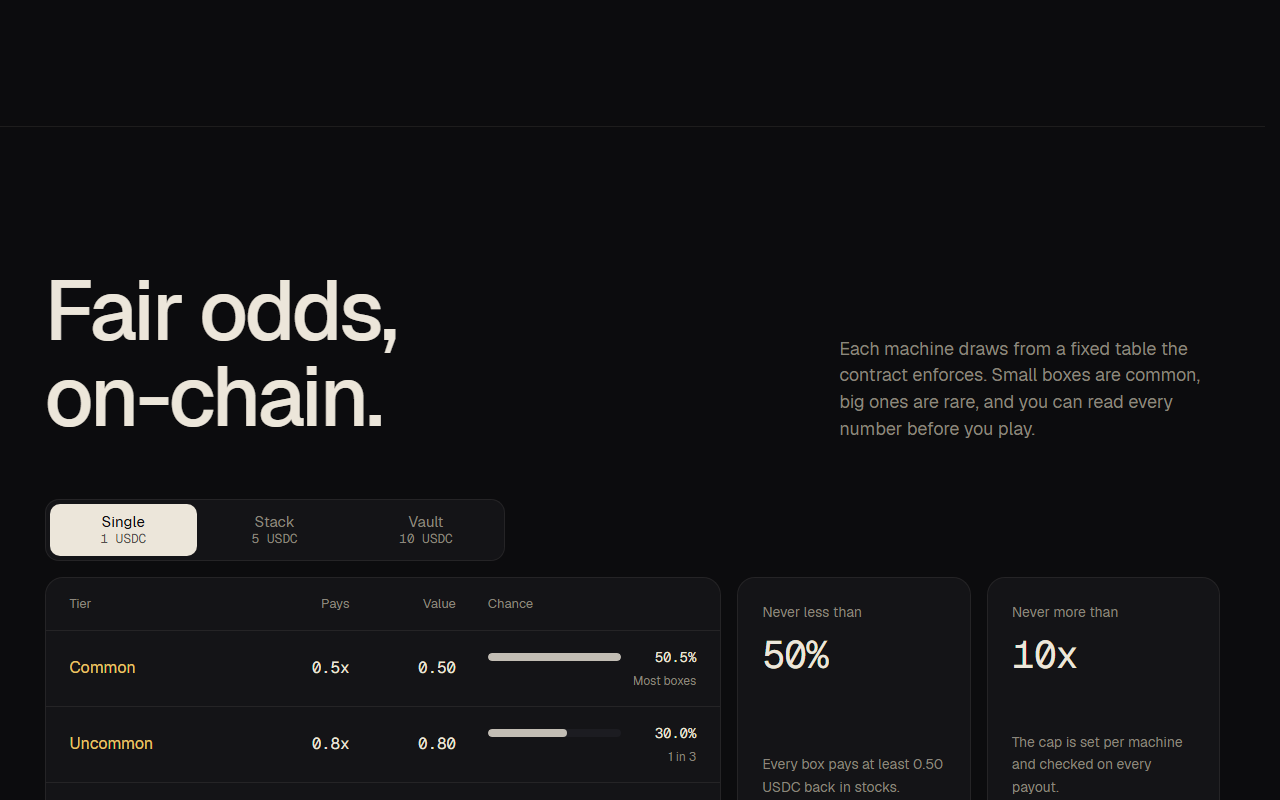 Fair odds,
on-chain.
Each machine draws from a fixed table the
contract enforces. Small boxes are common,
big ones are rare, and you can read every
number before you play.
Single
1 USDC
Stack
5 USDC
Vault
10 USDC
Tier Pays Value Chance
Common 0.5x 0.50 50.5%
Most boxes
Uncommon 0.8x 0.80 30.0%
1 in 3
Never less than
50%
Every box pays at least 0.50
USDC back in stocks.
Never more than
10x
The cap is set per machine
and checked on every
payout.